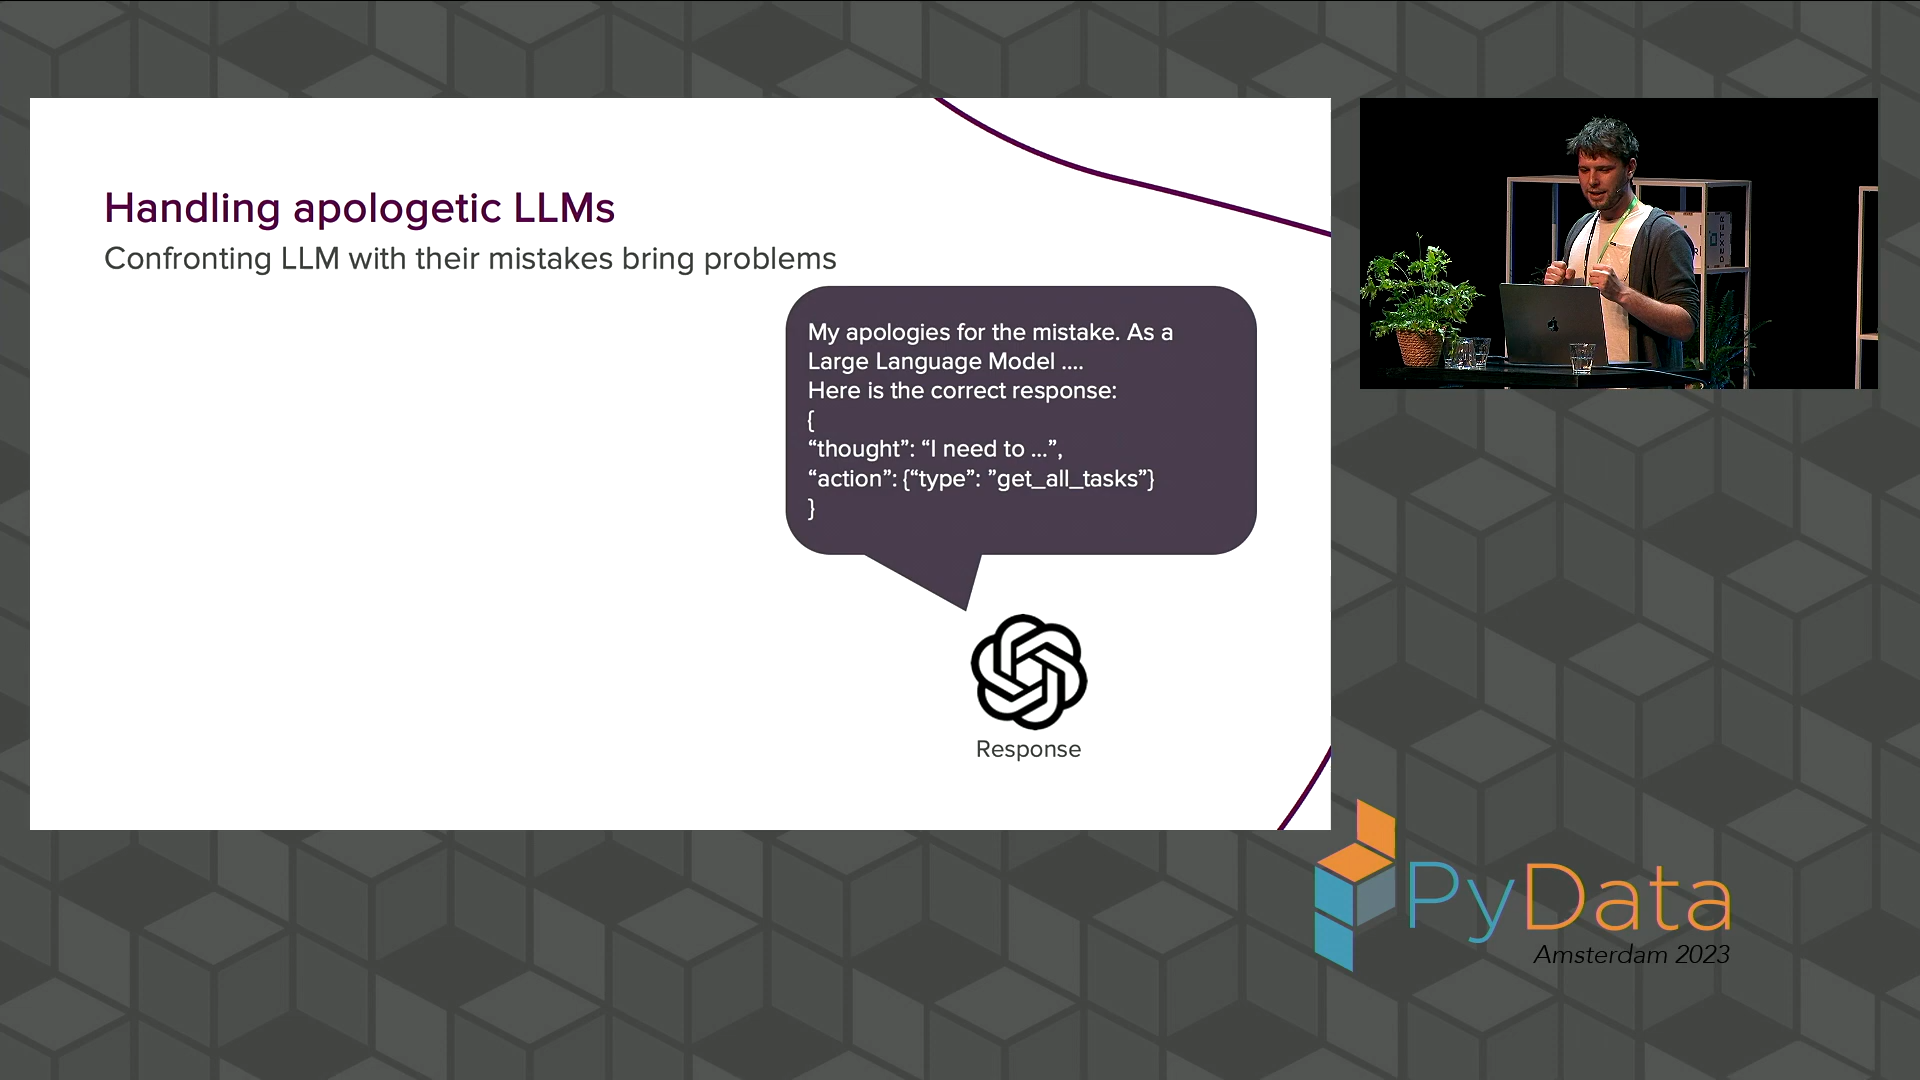 Handling apologetic LLMs
Confronting LLM with their mistakes bring problems
My apologies for the mistake. As a
Large Language Model ....
Here is the correct response:
{
“thought”: “I need to ...”,
“action”: {“type”: ”get_all_tasks”}
}
Response
DEXTER
PyData
Amsterdam 2023